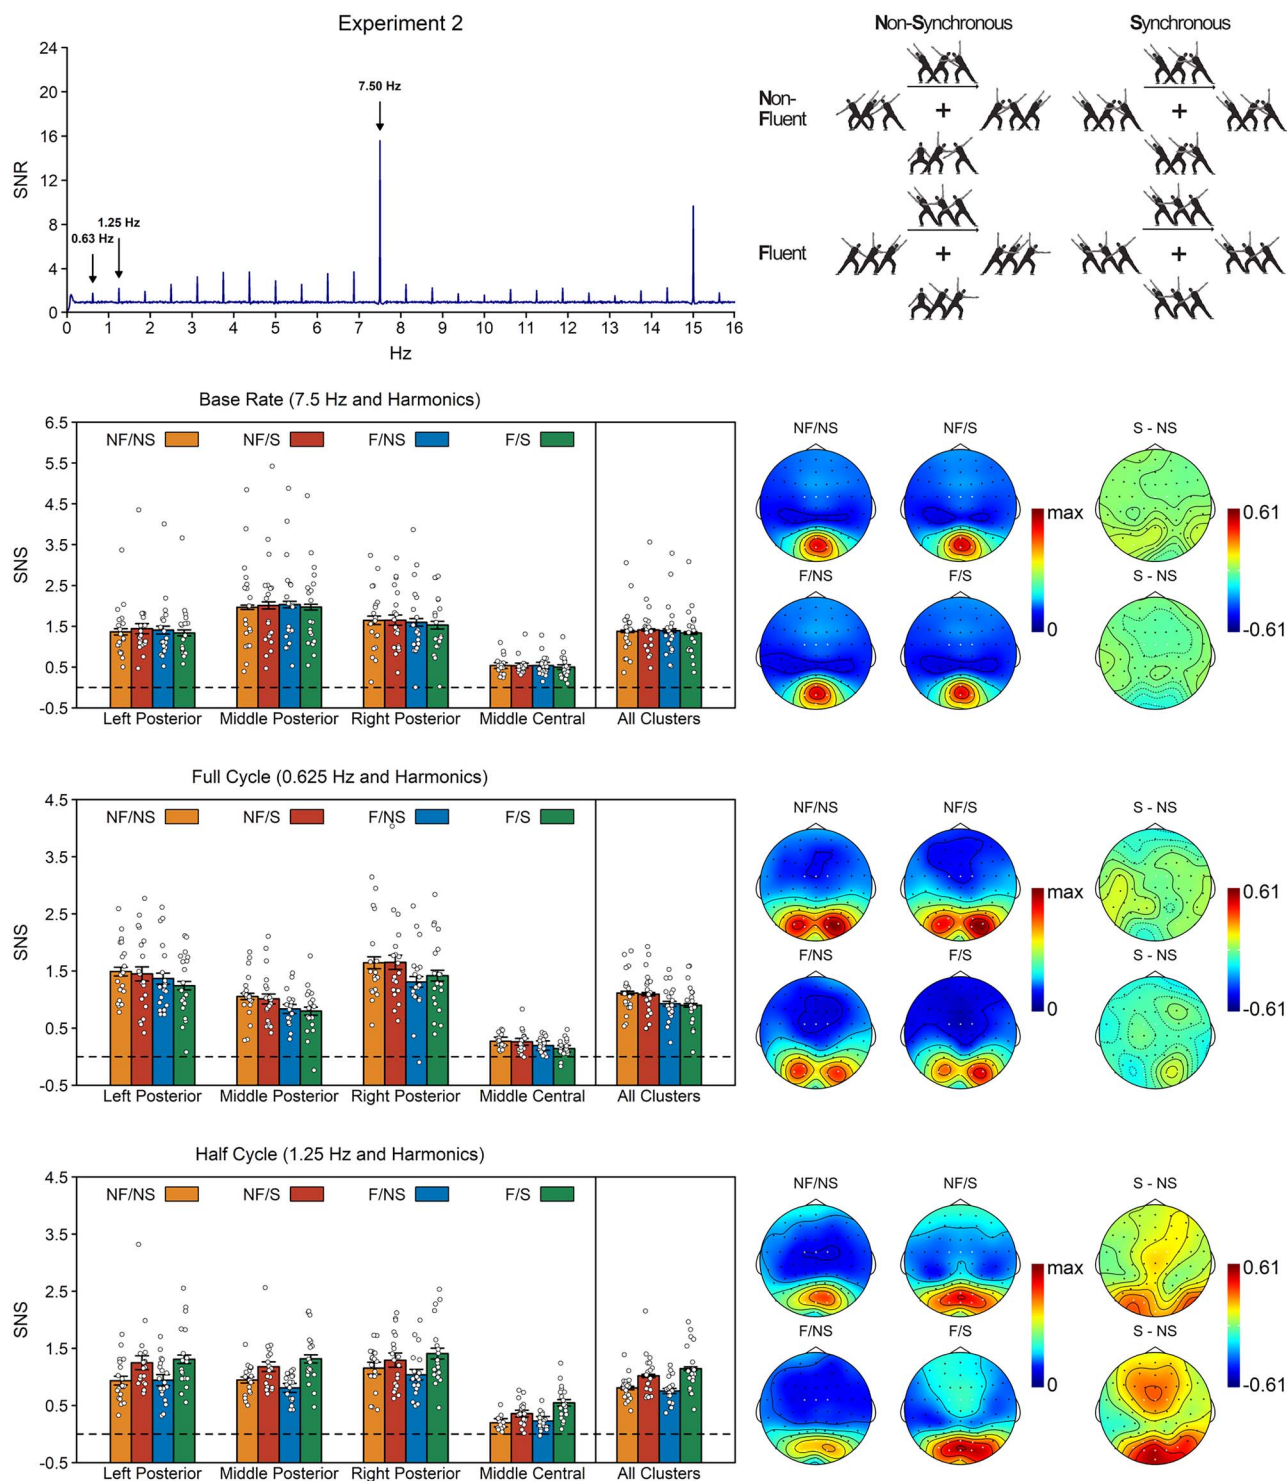 Experiment 2
24
20
16
12
8
4
0
SNR
0.63 Hz
1.25 Hz
7.50 Hz
0 1 2 3 4 5 6 7 8 9 10 11 12 13 14 15 16
Hz
Non-Synchronous Synchronous
Non-
Fluent
+ +
Fluent
+ +
Base Rate (7.5 Hz and Harmonics)
6.5
5.5
4.5
3.5
2.5
1.5
0.5
-0.5
SNS
NF/NS NF/S F/NS F/S
Left Posterior Middle Posterior Right Posterior Middle Central All Clusters
NF/NS NF/S S - NS
F/NS F/S S - NS
max
0
0.61
-0.61
Full Cycle (0.625 Hz and Harmonics)
4.5
3.5
2.5
1.5
0.5
-0.5
SNS
NF/NS NF/S F/NS F/S
Left Posterior Middle Posterior Right Posterior Middle Central All Clusters
NF/NS NF/S S - NS
F/NS F/S S - NS
max
0
0.61
-0.61
Half Cycle (1.25 Hz and Harmonics)
4.5
3.5
2.5
1.5
0.5
-0.5
SNS
NF/NS NF/S F/NS F/S
Left Posterior Middle Posterior Right Posterior Middle Central All Clusters
NF/NS NF/S S - NS
F/NS F/S S - NS
max
0
0.61
-0.61